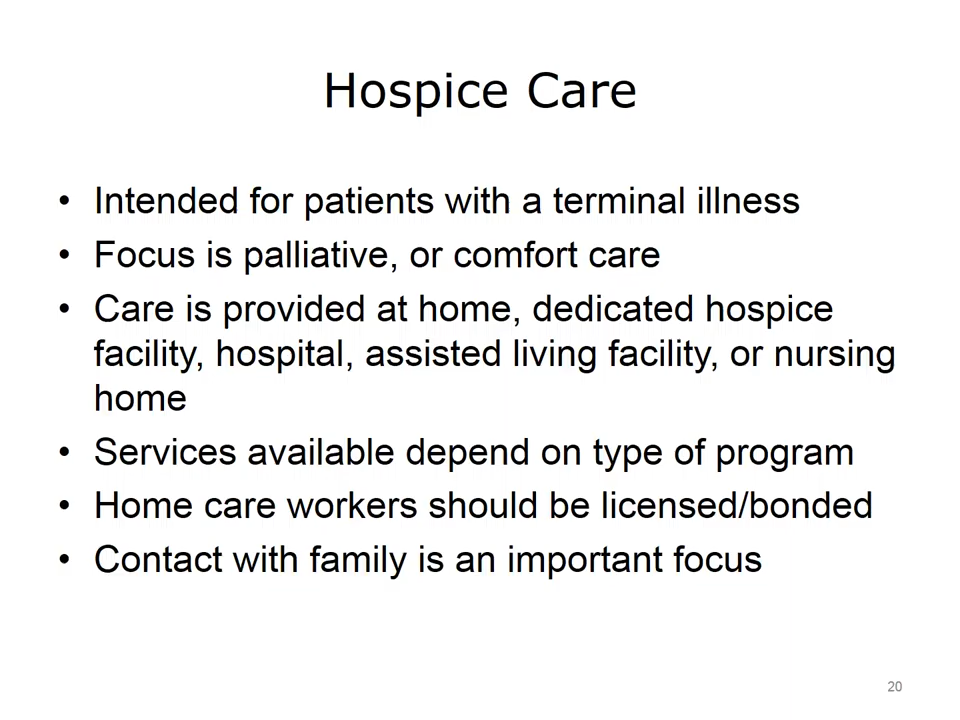 Hospice Care
• Intended for patients with a terminal illness
• Focus is palliative, or comfort care
• Care is provided at home, dedicated hospice
facility, hospital, assisted living facility, or nursing
home
• Services available depend on type of program
• Home care workers should be licensed/bonded
• Contact with family is an important focus
20